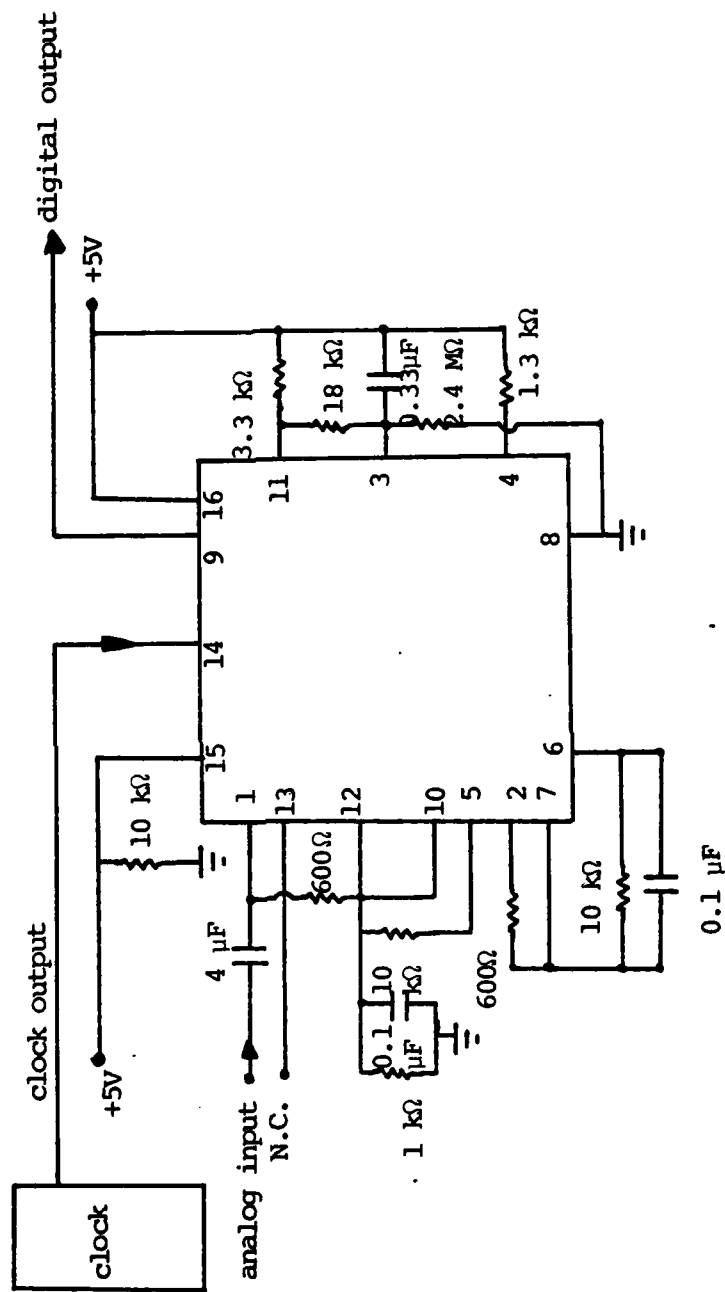 clock
clock output
+5V
10 kΩ
analog input
N.C.
4 µF
600Ω
1 kΩ
0.1
µF
10
kΩ
15
14
9
16
1
13
12
10
5
2
7
6
8
11
3
4
digital output
+5V
3.3 kΩ
18 kΩ
0.33µF
2.4 MΩ
1.3 kΩ
600Ω
10 kΩ
0.1 µF